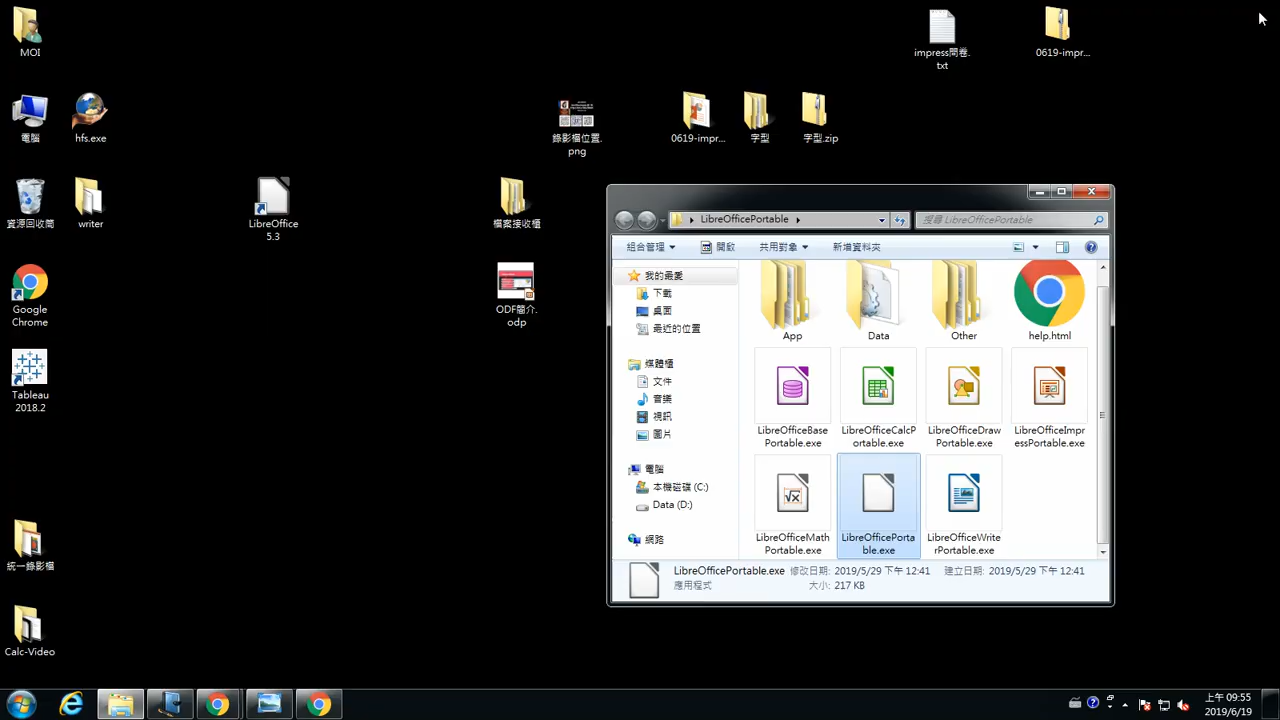 MOI
impress問卷.
txt
0619-impr...
電腦
hfs.exe
錄影檔位置.
png
0619-impr...
字型
字型.zip
資源回收筒
writer
LibreOffice
5.3
檔案接收櫃
Google
Chrome
ODF簡介.
odp
Tableau
2018.2
統一錄影檔
Calc-Video
LibreOfficePortable
搜尋 LibreOfficePortable
組合管理
開啟
共用對象
新增資料夾
我的最愛
下載
桌面
最近的位置
媒體櫃
文件
音樂
視訊
圖片
電腦
本機磁碟 (C:)
Data (D:)
網路
App
Data
Other
help.html
LibreOfficeBase
Portable.exe
LibreOfficeCalcP
ortable.exe
LibreOfficeDraw
Portable.exe
LibreOfficeImpr
essPortable.exe
LibreOfficeMath
Portable.exe
LibreOfficePorta
ble.exe
LibreOfficeWrite
rPortable.exe
LibreOfficePortable.exe 修改日期: 2019/5/29 下午 12:41 建立日期: 2019/5/29 下午 12:41
應用程式 大小: 217 KB
上午 09:55
2019/6/19